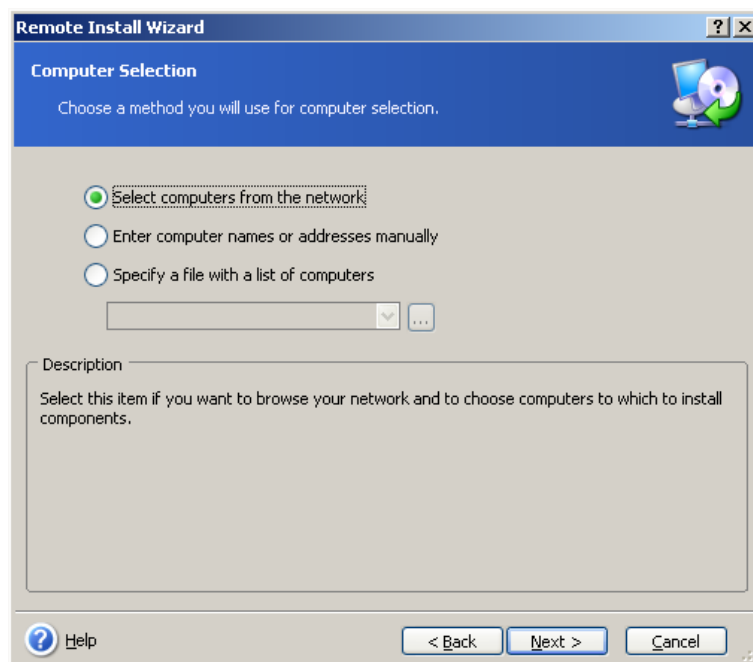 Remote Install Wizard
Computer Selection
Choose a method you will use for computer selection.
Select computers from the network
Enter computer names or addresses manually
Specify a file with a list of computers
...
Description
Select this item if you want to browse your network and to choose computers to which to install
components.
Help
< Back
Next >
Cancel